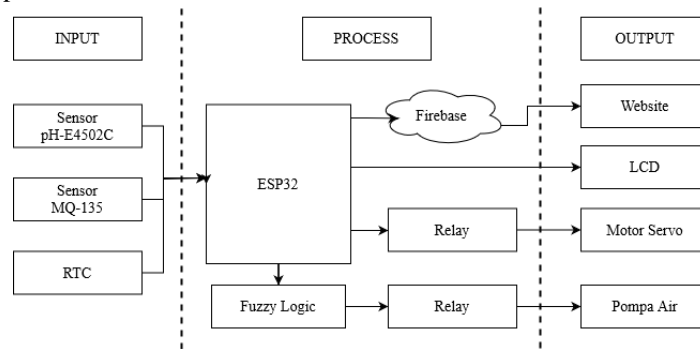 INPUT
PROCESS
OUTPUT
Sensor
pH-E4502C
Sensor
MQ-135
RTC
ESP32
Firebase
Relay
Fuzzy Logic
Relay
Website
LCD
Motor Servo
Pompa Air